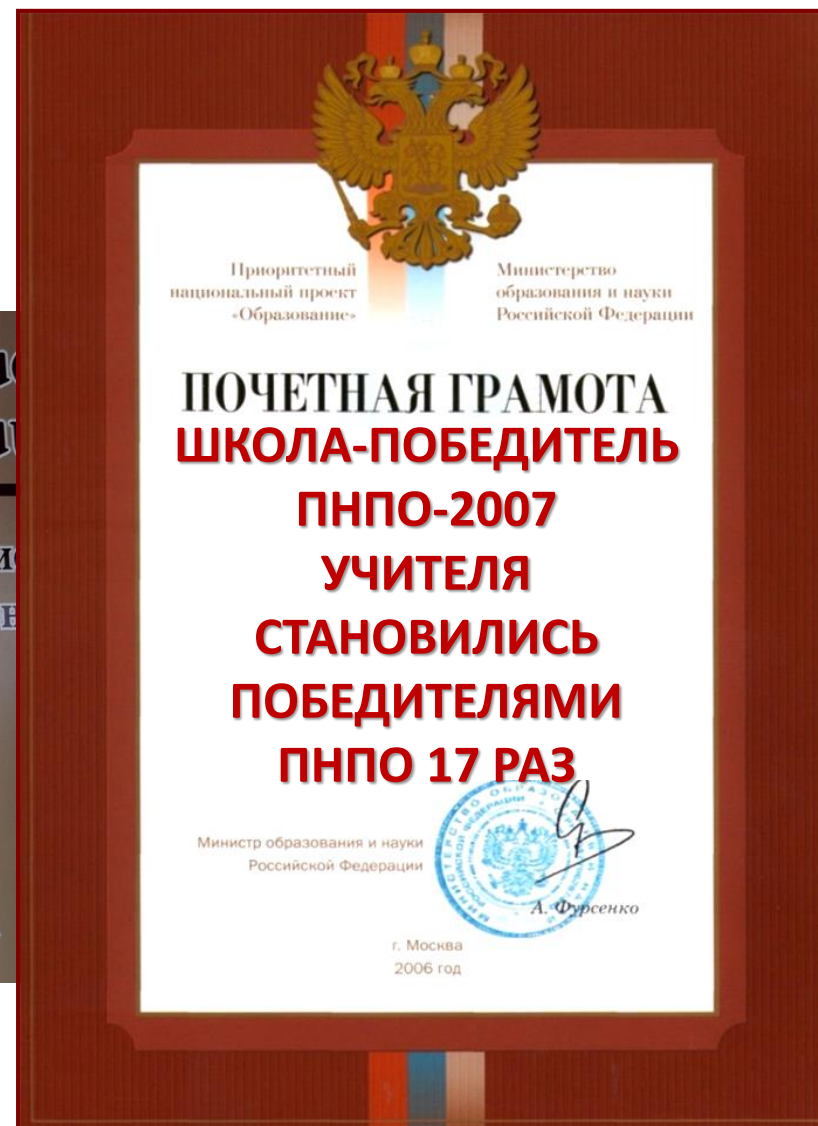 Приоритетный
национальный проект
«Образование»
Министерство
образования и науки
Российской Федерации
ПОЧЕТНАЯ ГРАМОТА
ШКОЛА-ПОБЕДИТЕЛЬ
ПНПО-2007
УЧИТЕЛЯ
СТАНОВИЛИСЬ
ПОБЕДИТЕЛЯМИ
ПНПО 17 РАЗ
Министр образования и науки
Российской Федерации
А. Фурсенко
г. Москва
2006 год